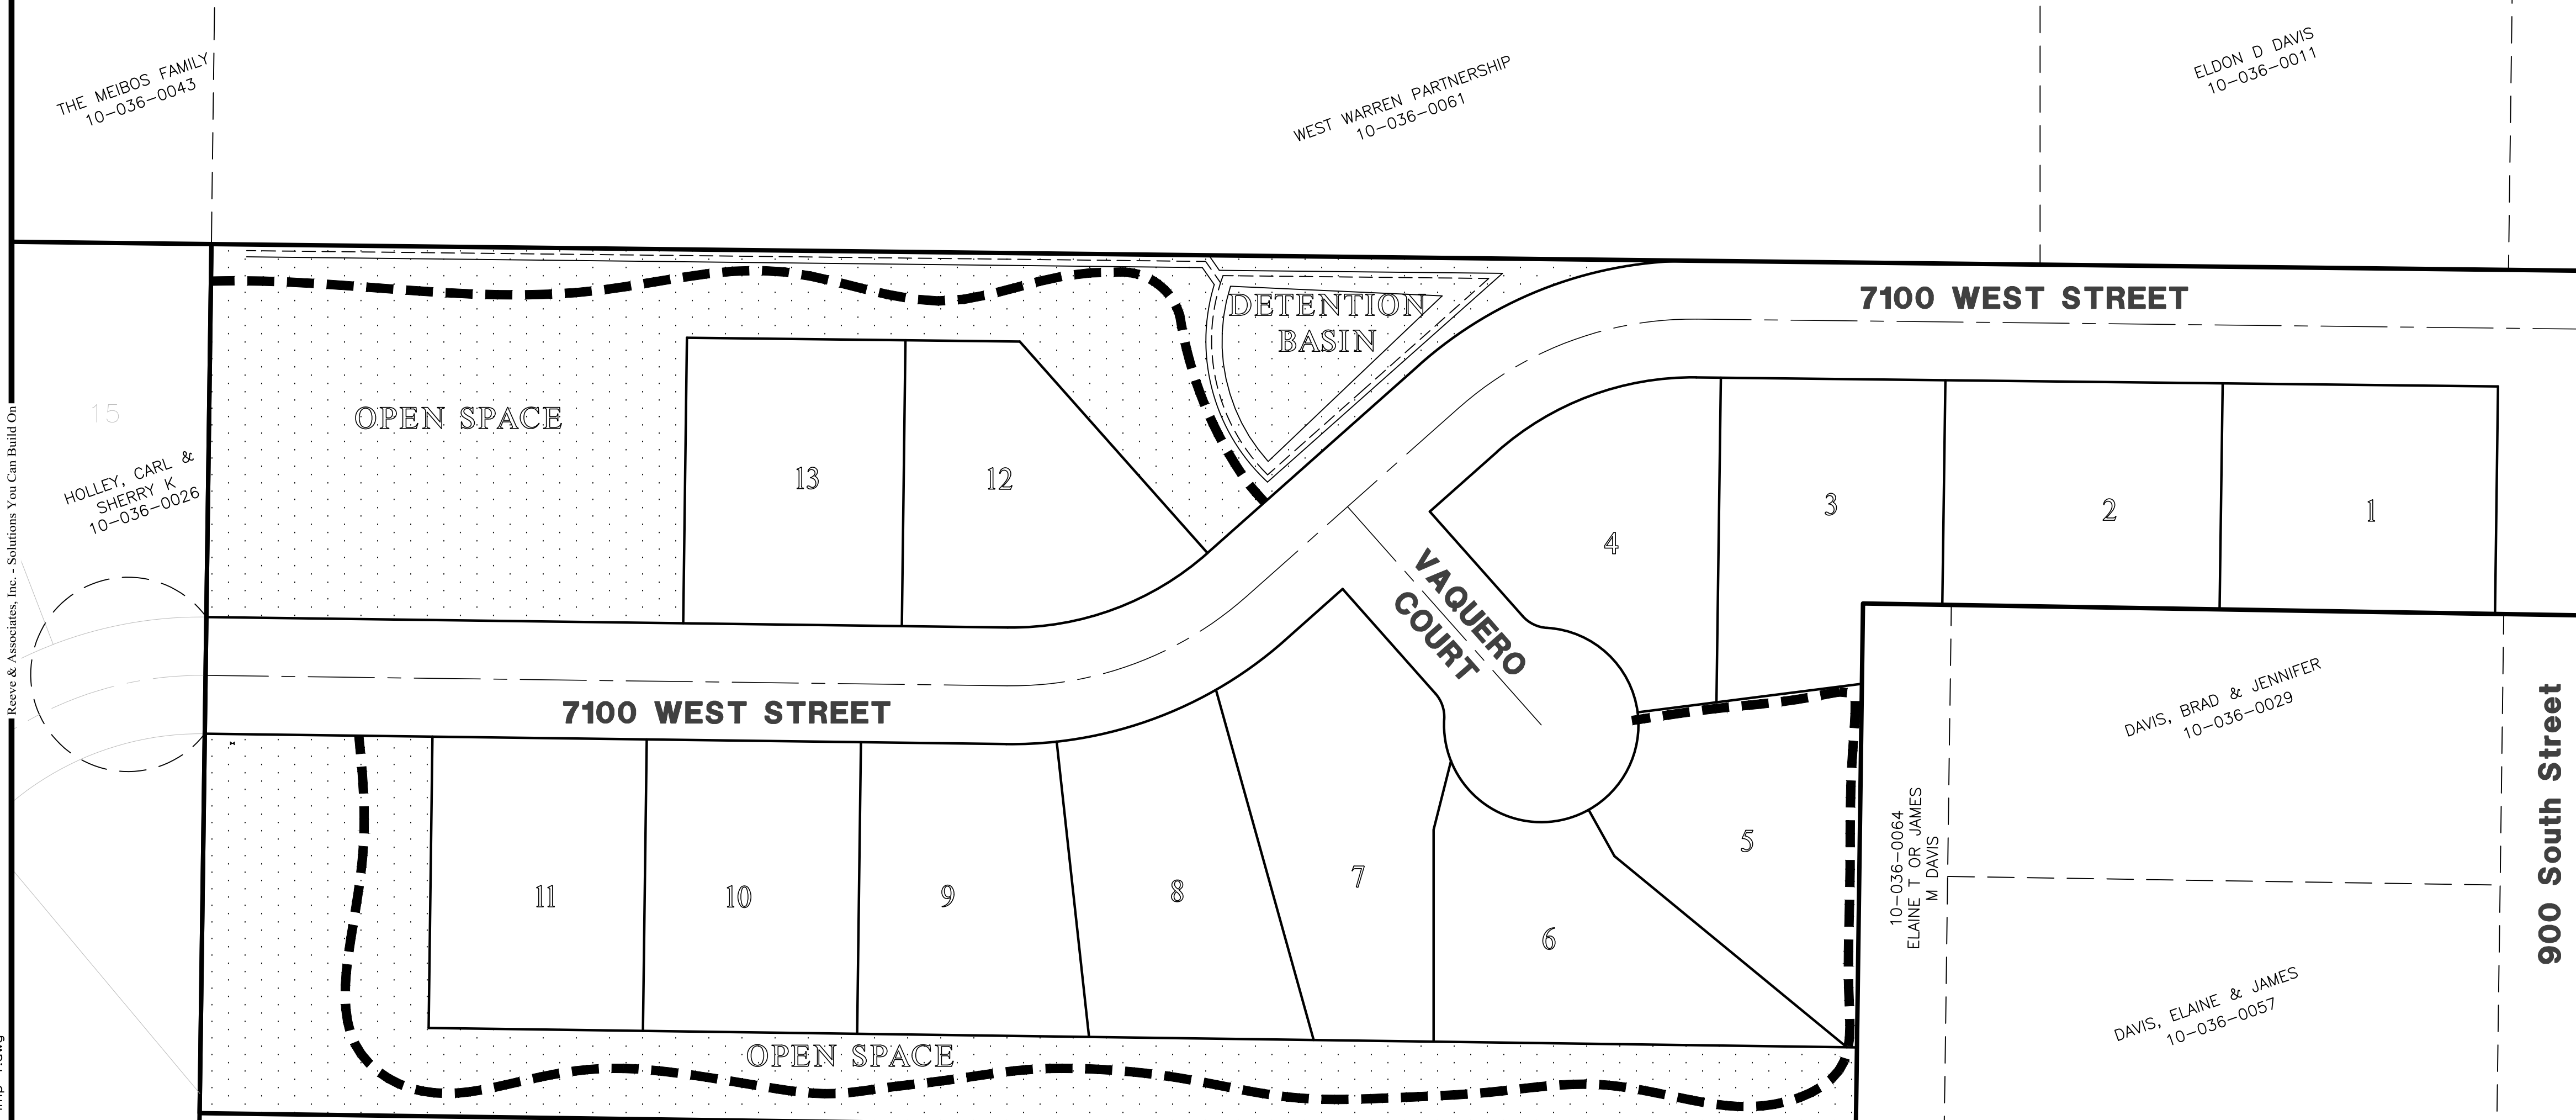 THE MEIBOS FAMILY
10-036-0043
WEST WARREN PARTNERSHIP
10-036-0061
ELDON D DAVIS
10-036-0011
DETENTION
BASIN
7100 WEST STREET
OPEN SPACE
15
HOLLEY, CARL &
SHERRY K
10-036-0026
Reeve & Associates, Inc. - Solutions You Can Build On
13
12
4
3
2
1
VAQUERO
COURT
7100 WEST STREET
DAVIS, BRAD & JENNIFER
10-036-0029
900 South Street
10-036-0064
ELAINE T OR JAMES
M DAVIS
11
10
9
8
7
6
5
DAVIS, ELAINE & JAMES
10-036-0057
OPEN SPACE